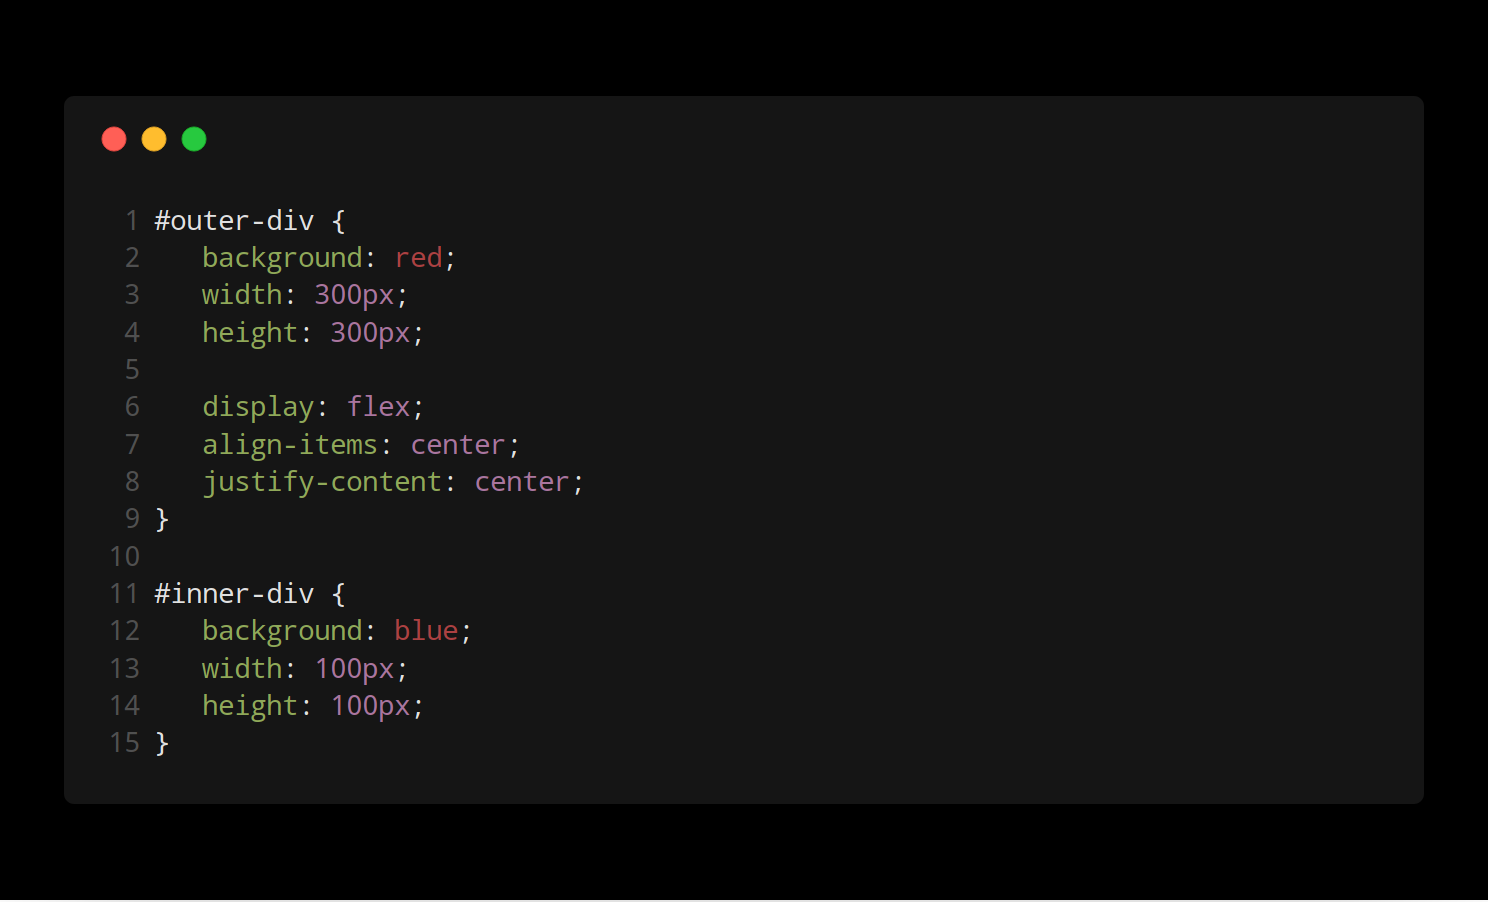 1 #outer-div {
2    background: red;
3    width: 300px;
4    height: 300px;
5
6    display: flex;
7    align-items: center;
8    justify-content: center;
9 }
10
11 #inner-div {
12    background: blue;
13    width: 100px;
14    height: 100px;
15 }